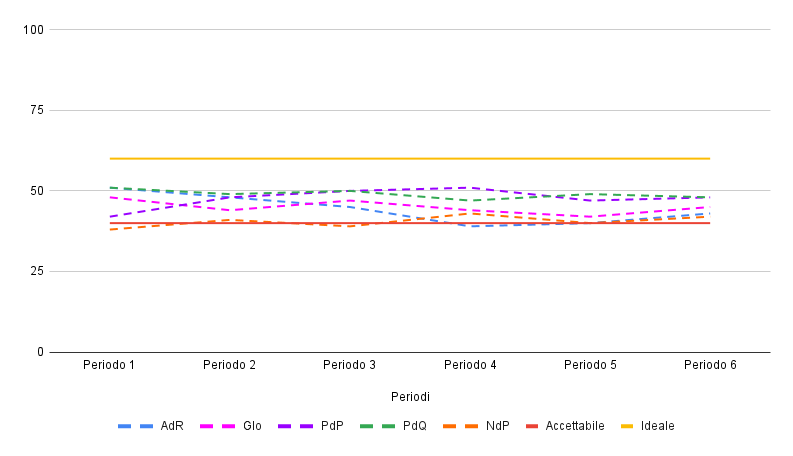 100
75
50
25
0
Periodo 1 Periodo 2 Periodo 3 Periodo 4 Periodo 5 Periodo 6
Periodi
AdR Glo PdP PdQ NdP Accettabile Ideale